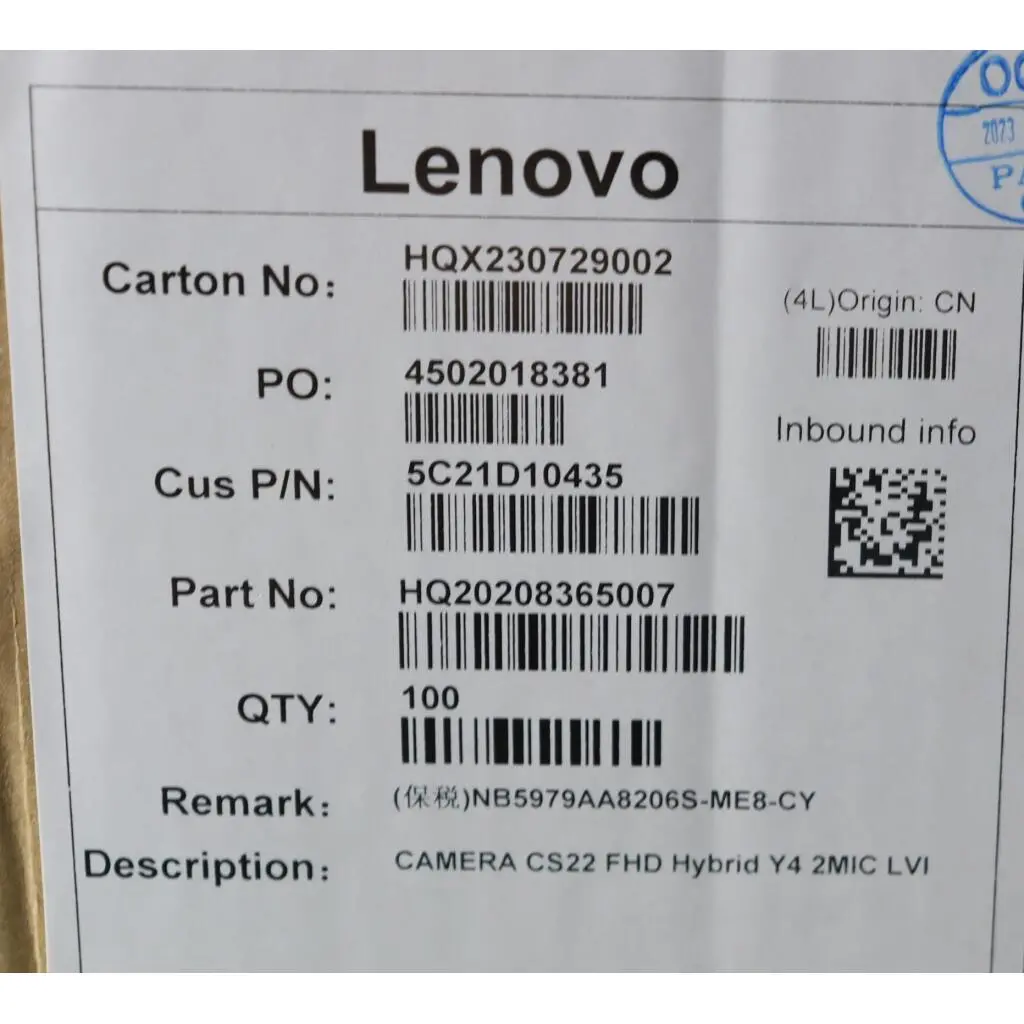 Lenovo
2023
Carton No: HQX230729002
(4L)Origin: CN
PO: 4502018381
Inbound info
Cus P/N: 5C21D10435
Part No: HQ20208365007
QTY: 100
Remark: (保税)NB5979AA8206S-ME8-CY
Description: CAMERA CS22 FHD Hybrid Y4 2MIC LVI